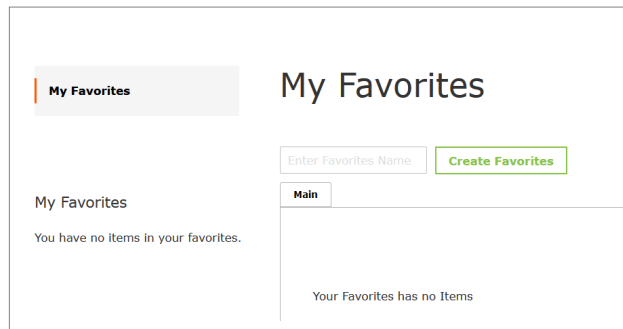 My Favorites
My Favorites
Enter Favorites Name
Create Favorites
Main
My Favorites
You have no items in your favorites.
Your Favorites has no Items